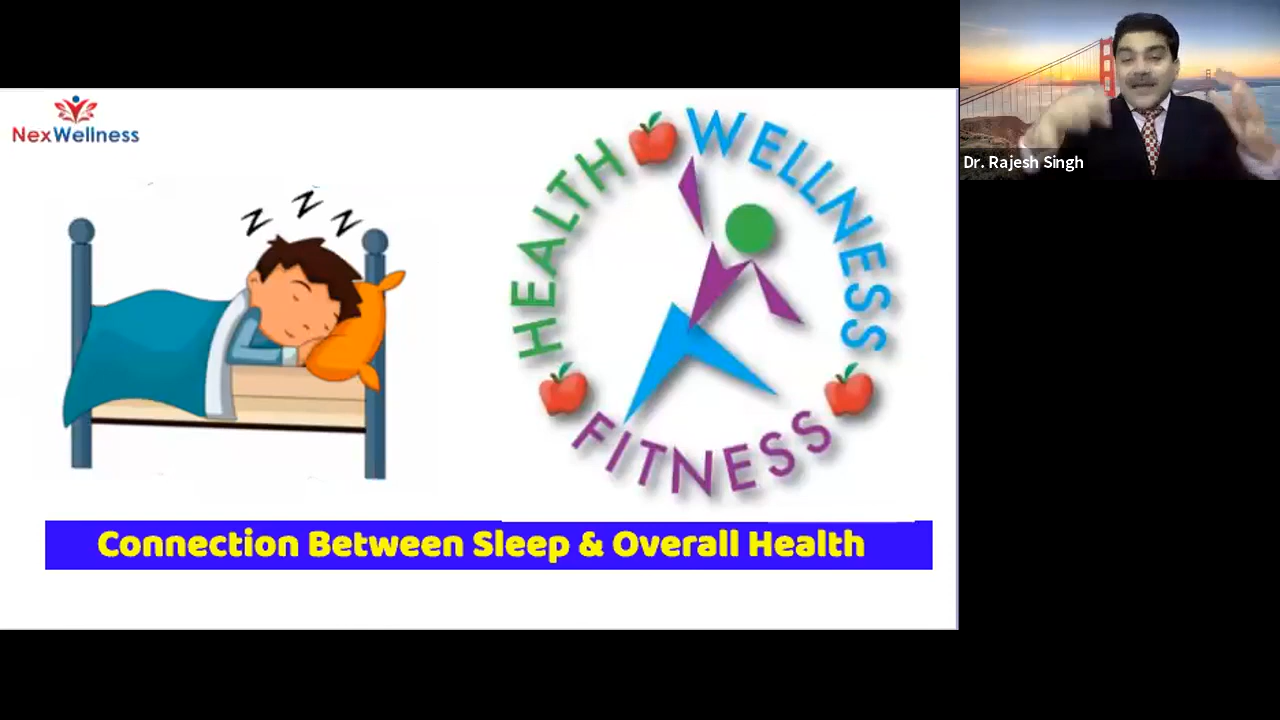 NexWellness
Z Z Z
HEALTH WELLNESS
FITNESS
Connection Between Sleep & Overall Health
Dr. Rajesh Singh